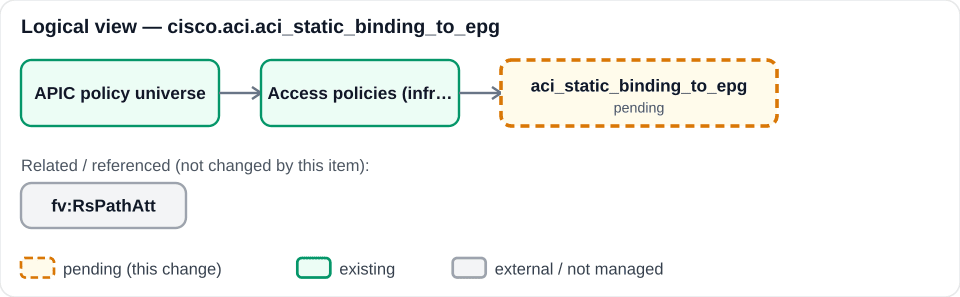 Logical view — cisco.aci.aci_static_binding_to_epg
APIC policy universe
Access policies (infr…
aci_static_binding_to_epg
pending
Related / referenced (not changed by this item):
fv:RsPathAtt
pending (this change)
existing
external / not managed